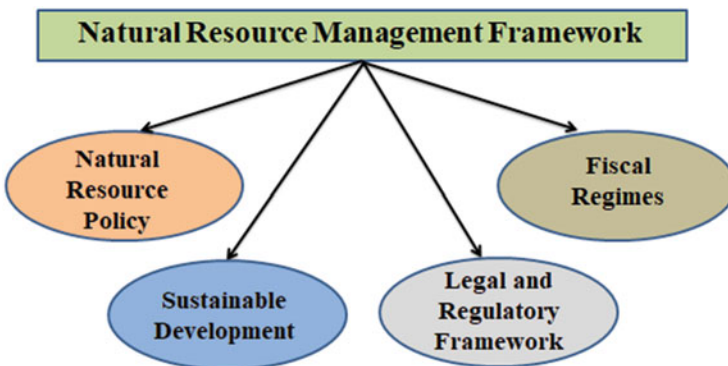 Natural Resource Management Framework
Natural
Resource
Policy
Fiscal
Regimes
Sustainable
Development
Legal and
Regulatory
Framework